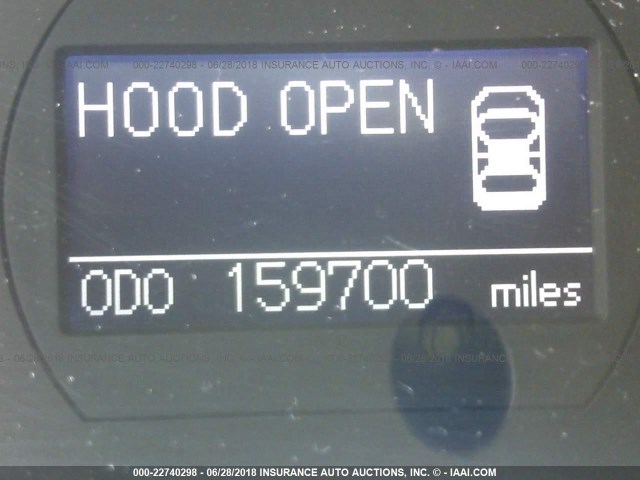 000-22740298 - 06/28/2018 INSURANCE AUTO AUCTIONS, INC. © - IAAI.COM
HOOD OPEN
ODO 159700 miles
000-22740298 - 06/28/2018 INSURANCE AUTO AUCTIONS, INC. © - IAAI.COM